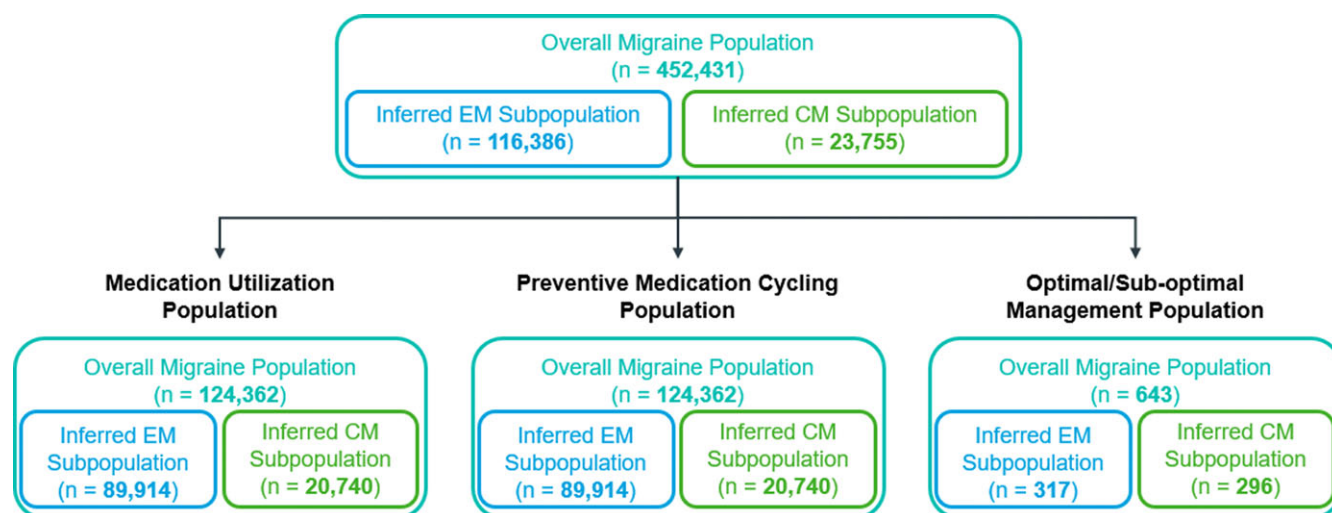 Overall Migraine Population
(n = 452,431)
Inferred EM Subpopulation
(n = 116,386)
Inferred CM Subpopulation
(n = 23,755)
Medication Utilization
Population
Overall Migraine Population
(n = 124,362)
Inferred EM
Subpopulation
(n = 89,914)
Inferred CM
Subpopulation
(n = 20,740)
Preventive Medication Cycling
Population
Overall Migraine Population
(n = 124,362)
Inferred EM
Subpopulation
(n = 89,914)
Inferred CM
Subpopulation
(n = 20,740)
Optimal/Sub-optimal
Management Population
Overall Migraine Population
(n = 643)
Inferred EM
Subpopulation
(n = 317)
Inferred CM
Subpopulation
(n = 296)